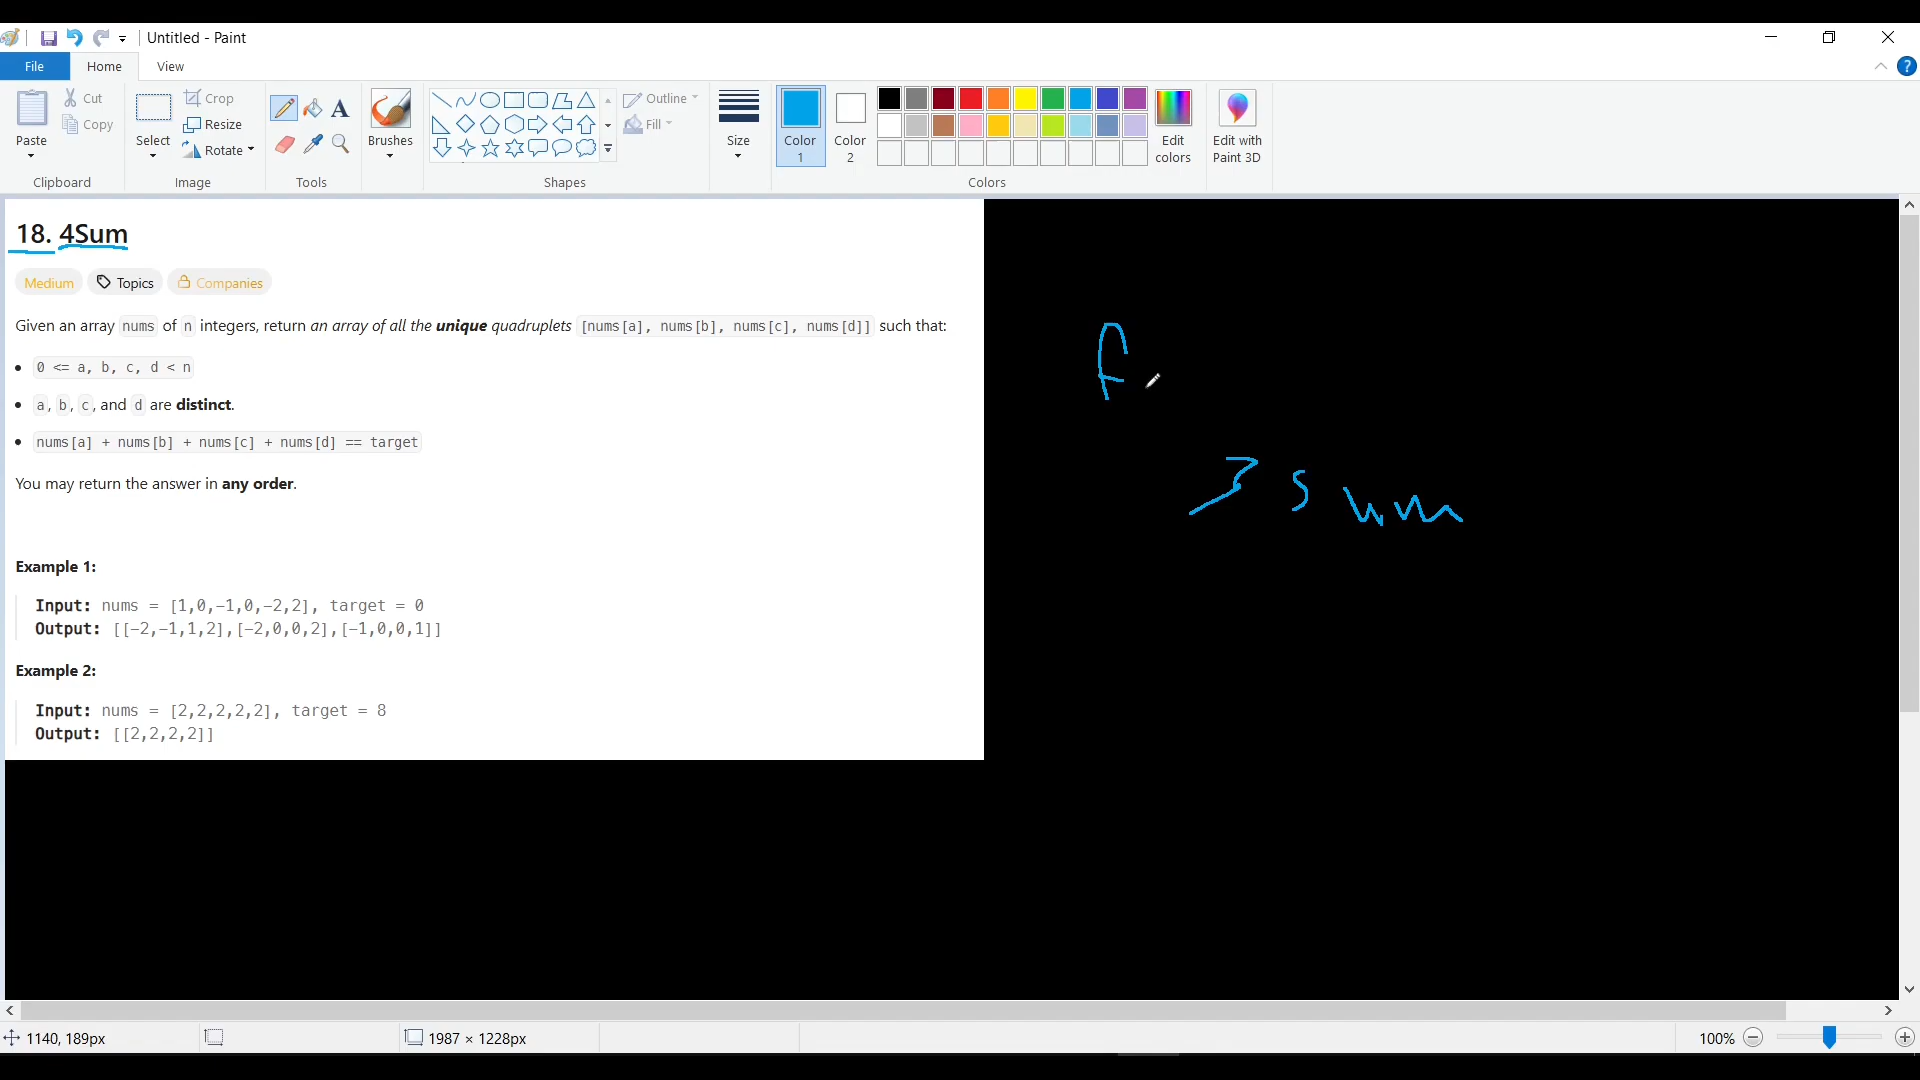 Untitled - Paint
File Home View
Paste
Cut
Copy
Clipboard
Select
Crop
Resize
Rotate
Image
Tools
Brushes
Shapes
Outline
Fill
Size
Color 1
Color 2
Edit colors
Colors
Edit with Paint 3D
18. 4Sum
Medium Topics Companies
Given an array nums of n integers, return an array of all the unique quadruplets [nums[a], nums[b], nums[c], nums[d]] such that:
0 <= a, b, c, d < n
a, b, c, and d are distinct.
nums[a] + nums[b] + nums[c] + nums[d] == target
You may return the answer in any order.
Example 1:
Input: nums = [1,0,-1,0,-2,2], target = 0
Output: [[-2,-1,1,2],[-2,0,0,2],[-1,0,0,1]]
Example 2:
Input: nums = [2,2,2,2,2], target = 8
Output: [[2,2,2,2]]
f
3 sum
1140, 189px
1987 × 1228px
100%